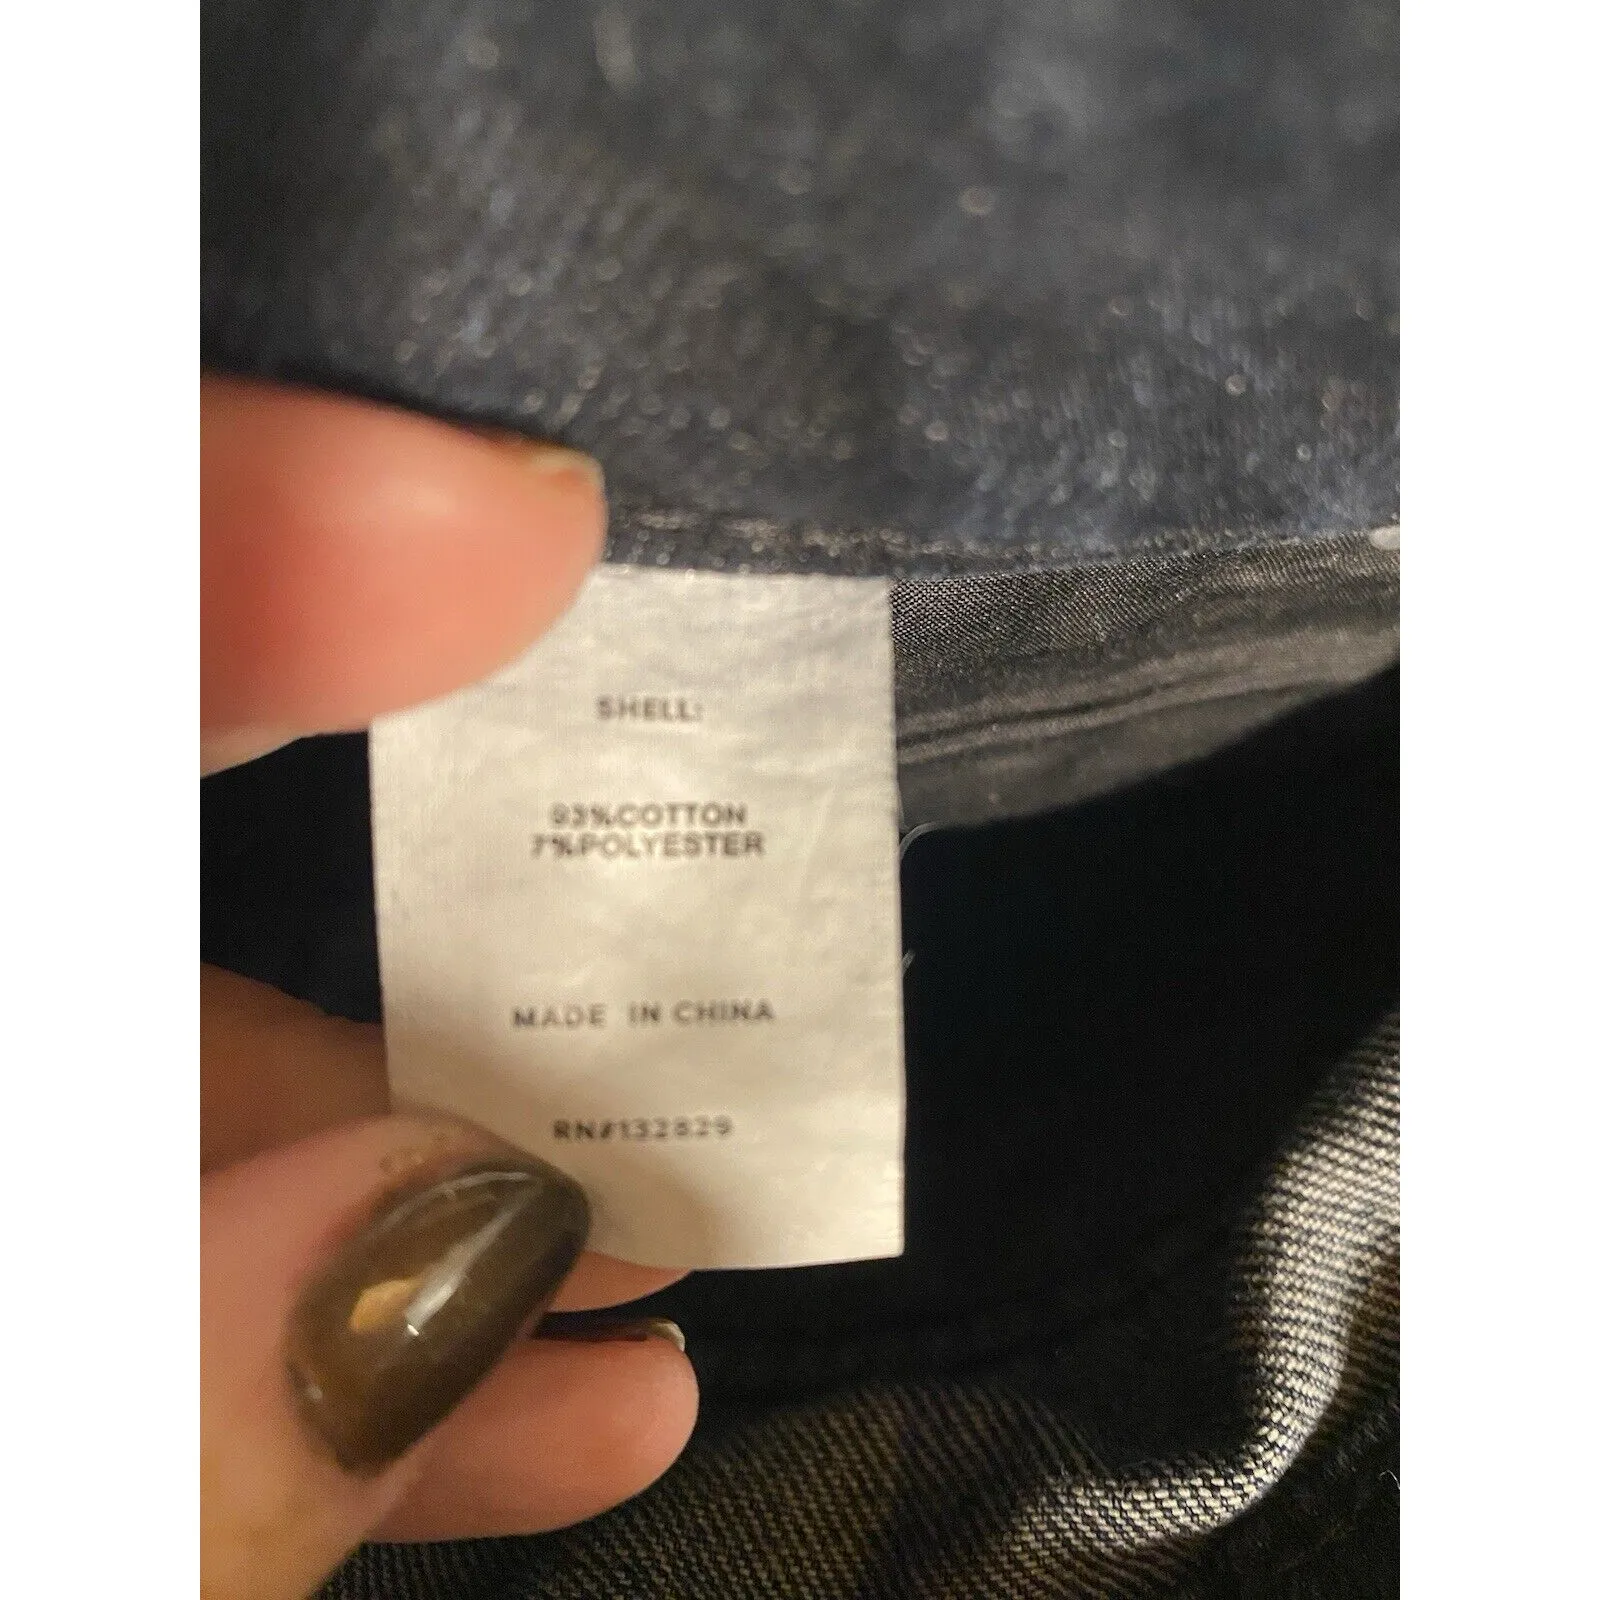 SHELL:
93%COTTON
7%POLYESTER
MADE IN CHINA
RN#132829